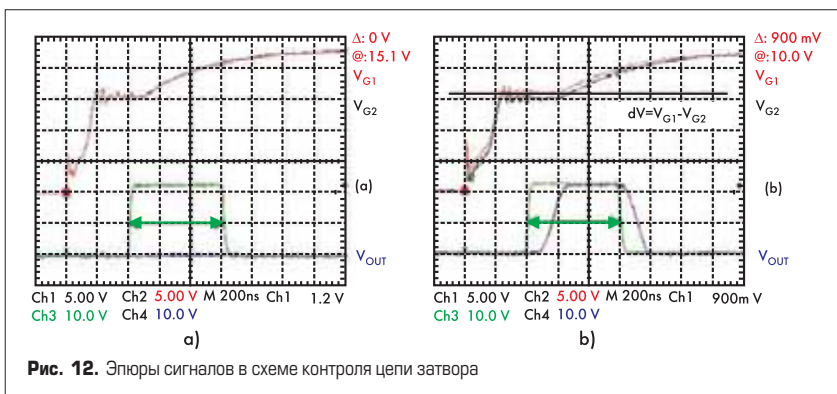 Δ: 0 V
@:15.1 V
VG1
VG2
(a)
VOUT
Ch1 5.00 V Ch2 5.00 V M 200ns Ch1 1.2 V
Ch3 10.0 V Ch4 10.0 V
a)
Δ: 900 mV
@:10.0 V
VG1
VG2
dV=VG1-VG2
(b)
VOUT
Ch1 5.00 V Ch2 5.00 V M 200ns Ch1 900m V
Ch3 10.0 V Ch4 10.0 V
b)
Рис. 12. Эпюры сигналов в схеме контроля цепи затвора